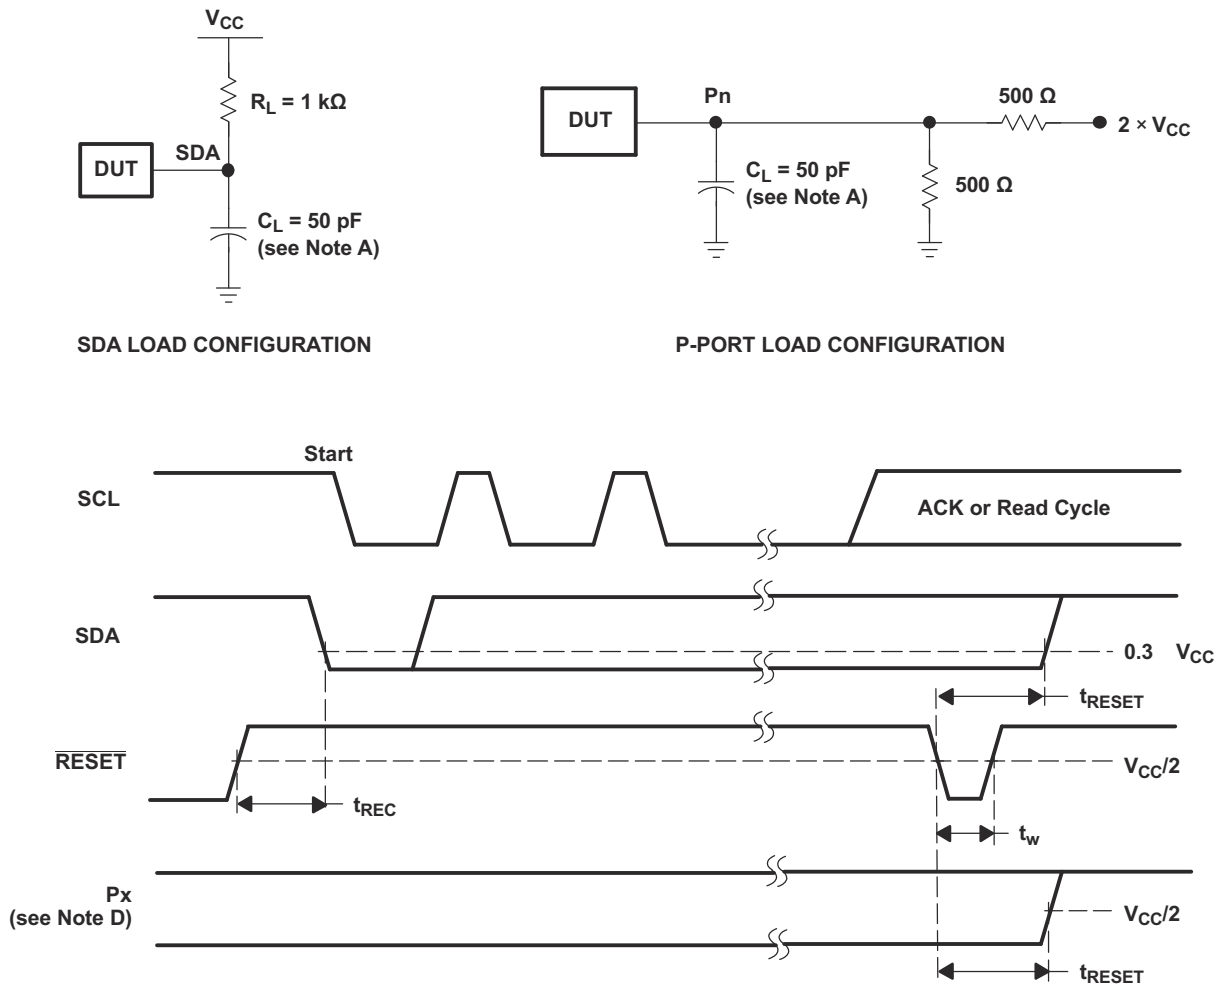 VCC
RL = 1 kΩ
DUT
SDA
CL = 50 pF
(see Note A)
SDA LOAD CONFIGURATION
DUT
Pn
500 Ω
2 × VCC
CL = 50 pF
(see Note A)
500 Ω
P-PORT LOAD CONFIGURATION
Start
SCL
ACK or Read Cycle
SDA
0.3 VCC
tRESET
RESET
VCC/2
tREC
tw
Px
(see Note D)
VCC/2
tRESET